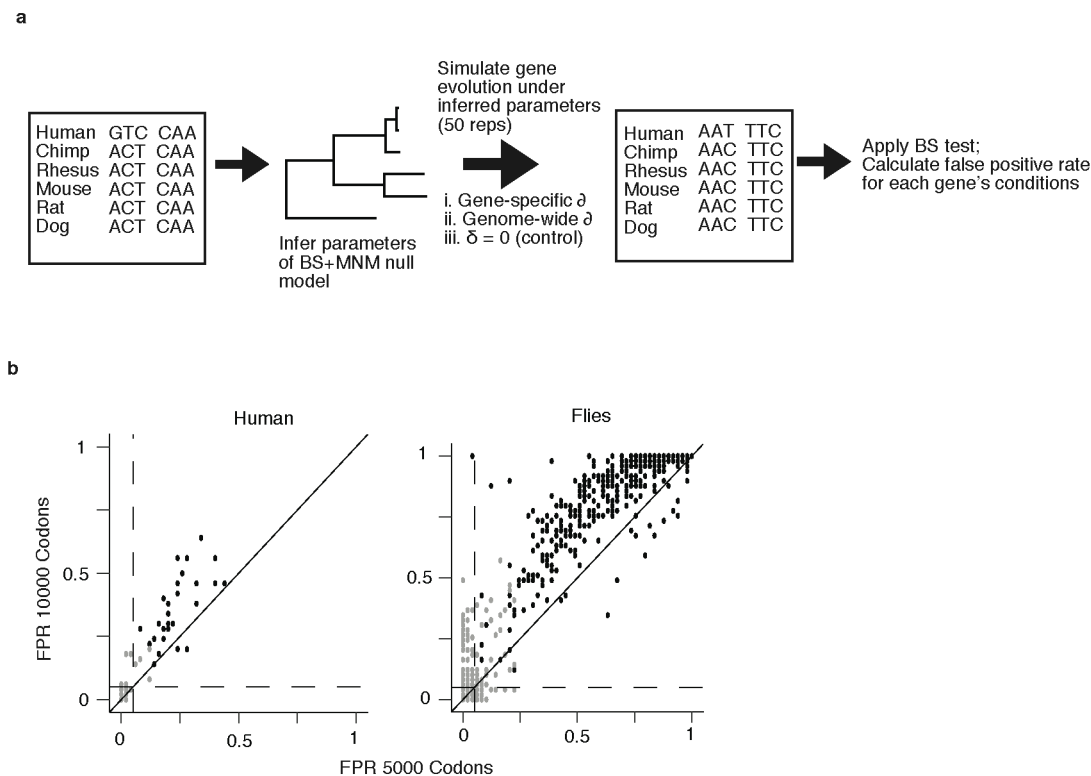 a
Human GTC CAA
Chimp ACT CAA
Rhesus ACT CAA
Mouse ACT CAA
Rat ACT CAA
Dog ACT CAA
Infer parameters
of BS+MNM null
model
Simulate gene
evolution under
inferred parameters
(50 reps)
i. Gene-specific ∂
ii. Genome-wide ∂
iii. δ = 0 (control)
Human AAT TTC
Chimp AAC TTC
Rhesus AAC TTC
Mouse AAC TTC
Rat AAC TTC
Dog AAC TTC
Apply BS test;
Calculate false positive rate
for each gene's conditions
b
Human
FPR 10000 Codons
1
0.5
0
0 0.5 1
Flies
1
0.5
0
0 0.5 1
FPR 5000 Codons